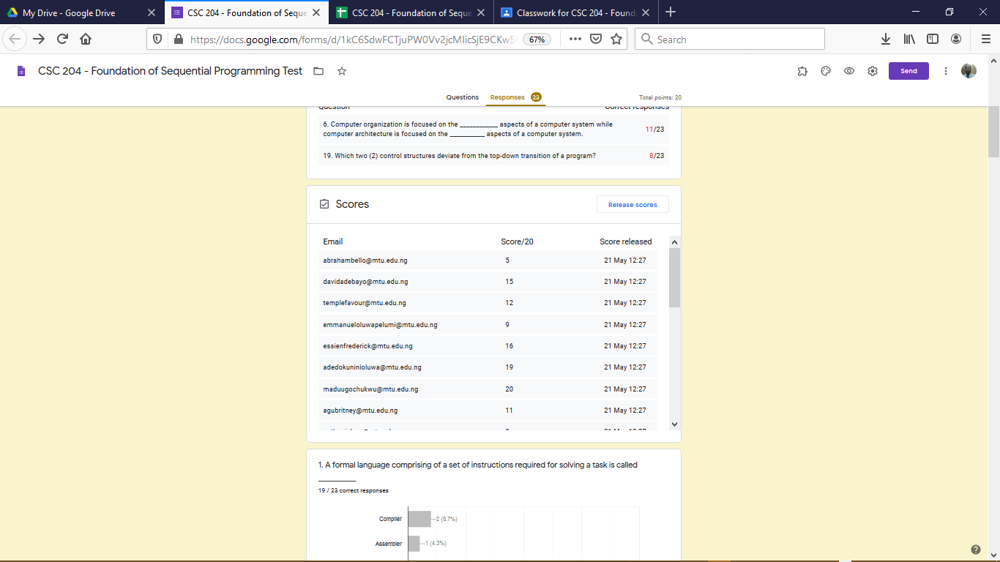 My Drive - Google Drive
CSC 204 - Foundation of Seque
CSC 204 - Foundation of Seque
Classwork for CSC 204 - Found
https://docs.google.com/forms/d/1kC6SdwFCTjuPW0Vv2jcMlicSjE9CKw5
67%
Search
CSC 204 - Foundation of Sequential Programming Test
Send
Questions
Responses 23
Total points: 20
Question
Correct responses
6. Computer organization is focused on the ____________ aspects of a computer system while
computer architecture is focused on the ___________ aspects of a computer system.
11/23
19. Which two (2) control structures deviate from the top-down transition of a program?
8/23
Scores
Release scores
Email Score/20 Score released
abrahambello@mtu.edu.ng 5 21 May 12:27
davidadebayo@mtu.edu.ng 15 21 May 12:27
templefavour@mtu.edu.ng 12 21 May 12:27
emmanueloluwapelumi@mtu.edu.ng 9 21 May 12:27
essienfrederick@mtu.edu.ng 16 21 May 12:27
adedokuninioluwa@mtu.edu.ng 19 21 May 12:27
maduugochukwu@mtu.edu.ng 20 21 May 12:27
agubritney@mtu.edu.ng 11 21 May 12:27
1. A formal language comprising of a set of instructions required for solving a task is called
__________
19 / 23 correct responses
Complier
2 (8.7%)
Assembler
1 (4.3%)